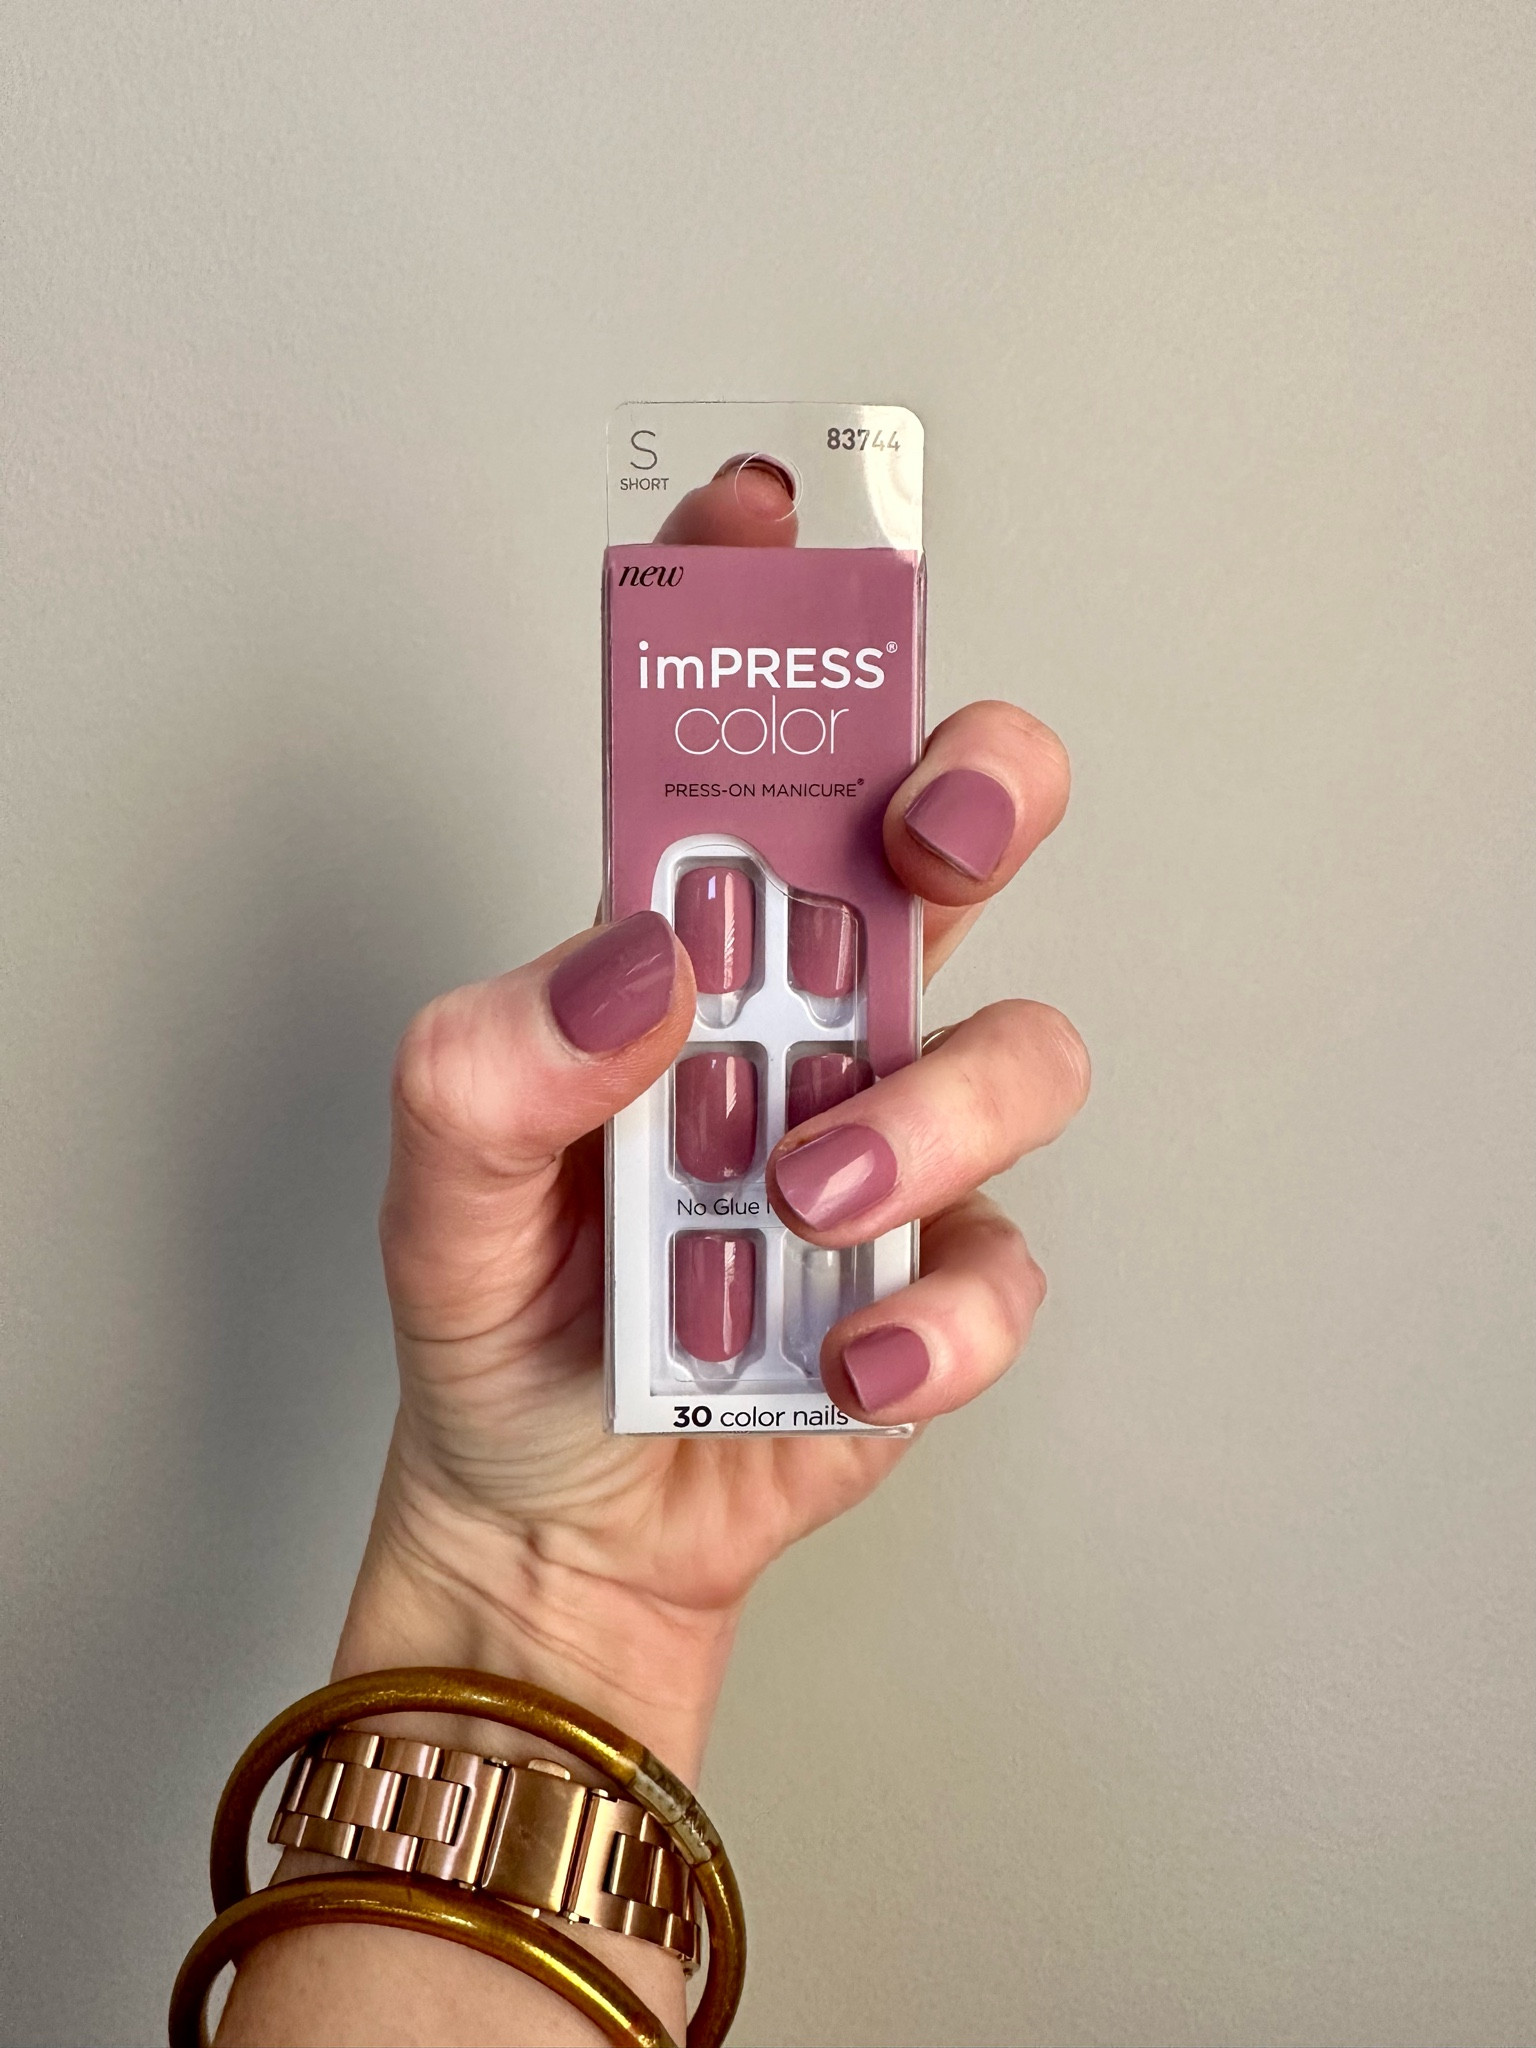 S
SHORT
83744
new
imPRESS®
color
PRESS-ON MANICURE®
No Glue
30 color nails